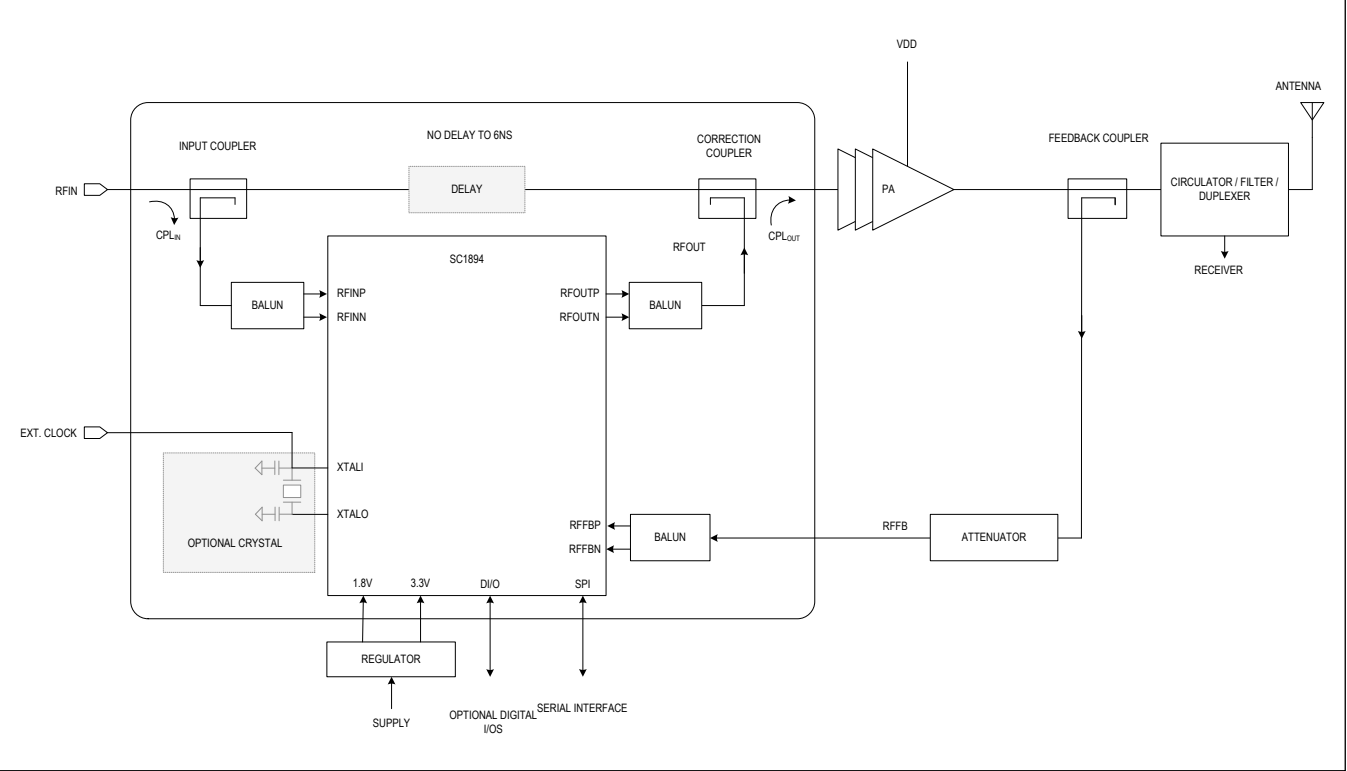 VDD
ANTENNA
NO DELAY TO 6NS
CORRECTION
COUPLER
FEEDBACK COUPLER
INPUT COUPLER
RFIN
DELAY
PA
CIRCULATOR / FILTER /
DUPLEXER
CPLIN
CPLOUT
RFOUT
SC1894
RECEIVER
BALUN
RFINP
RFINN
RFOUTP
RFOUTN
BALUN
EXT. CLOCK
XTALI
XTALO
OPTIONAL CRYSTAL
RFFBP
RFFBN
BALUN
RFFB
ATTENUATOR
1.8V
3.3V
DI/O
SPI
REGULATOR
SUPPLY
OPTIONAL DIGITAL
I/OS
SERIAL INTERFACE